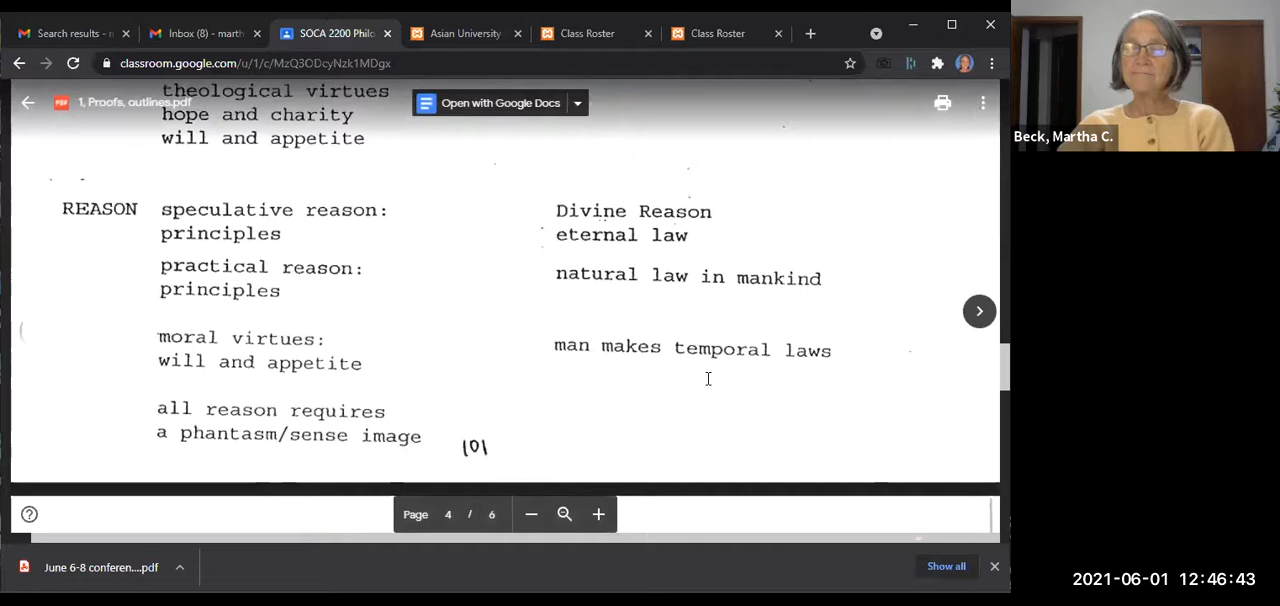 Search results - n
Inbox (8) - marth
SOCA 2200 Philo
Asian University
Class Roster
Class Roster
classroom.google.com/u/1/c/MzQ3ODcyNzk1MDgx
theological virtues
1, Proofs, outlines.pdf
Open with Google Docs
hope and charity
will and appetite
Beck, Martha C.
REASON speculative reason: Divine Reason
principles eternal law
practical reason: natural law in mankind
principles
moral virtues: man makes temporal laws
will and appetite
all reason requires
a phantasm/sense image 101
Page 4 / 6
June 6-8 conferen....pdf
Show all
2021-06-01 12:46:43